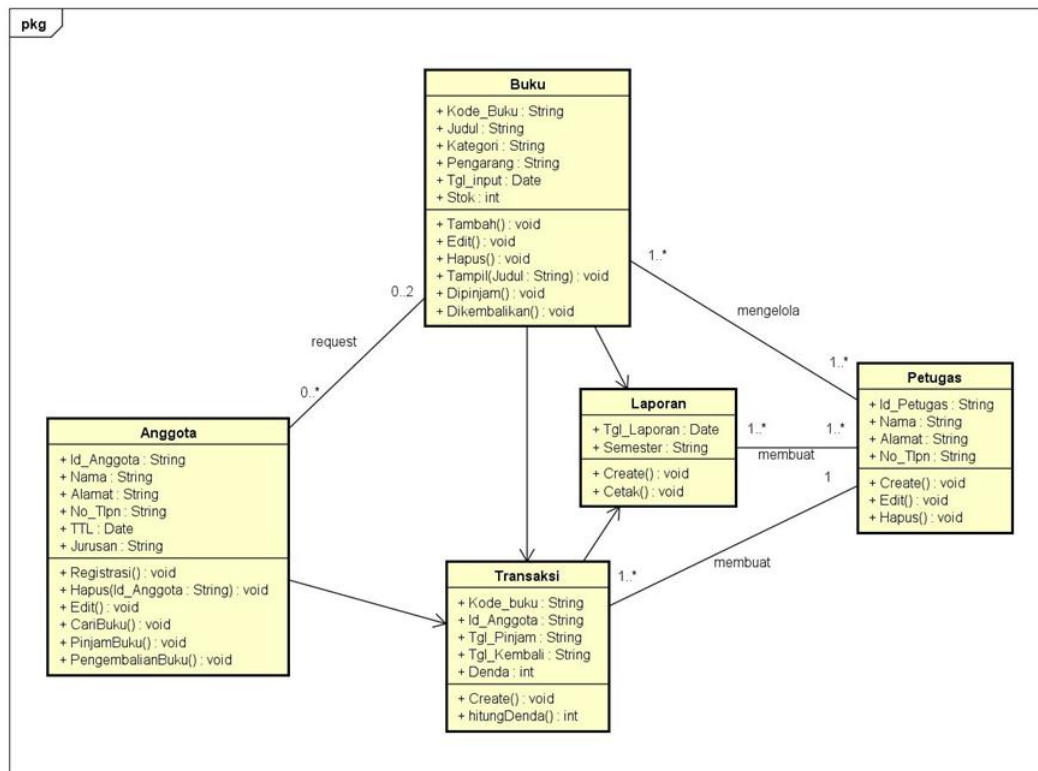 pkg
Buku
+ Kode_Buku : String
+ Judul : String
+ Kategori : String
+ Pengarang : String
+ Tgl_input : Date
+ Stok : int
+ Tambah() : void
+ Edit() : void
+ Hapus() : void
+ Tampil(Judul : String) : void
+ Dipinjam() : void
+ Dikembalikan() : void
1..*
0..2
mengelola
request
1..*
0..*
Petugas
+ Id_Petugas : String
+ Nama : String
+ Alamat : String
+ No_Tlpn : String
+ Create() : void
+ Edit() : void
+ Hapus() : void
Laporan
+ Tgl_Laporan : Date
+ Semester : String
+ Create() : void
+ Cetak() : void
1..*
1..*
membuat
1
Anggota
+ Id_Anggota : String
+ Nama : String
+ Alamat : String
+ No_Tlpn : String
+ TTL : Date
+ Jurusan : String
+ Registrasi() : void
+ Hapus(Id_Anggota : String) : void
+ Edit() : void
+ CariBuku() : void
+ PinjamBuku() : void
+ PengembalianBuku() : void
membuat
1..*
Transaksi
+ Kode_buku : String
+ Id_Anggota : String
+ Tgl_Pinjam : String
+ Tgl_Kembali : String
+ Denda : int
+ Create() : void
+ hitungDenda() : int